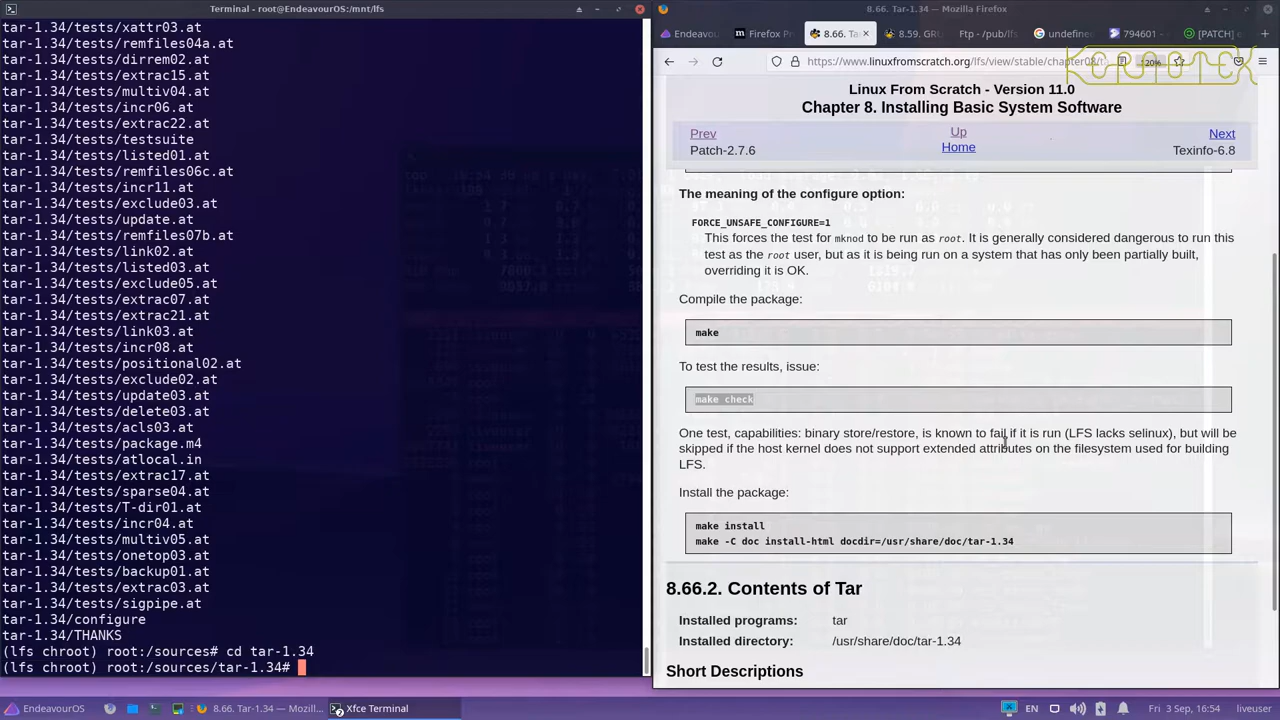 Terminal - root@EndeavourOS:/mnt/lfs
tar-1.34/tests/xattr03.at
tar-1.34/tests/remfiles04a.at
tar-1.34/tests/dirrem02.at
tar-1.34/tests/extrac15.at
tar-1.34/tests/multiv04.at
tar-1.34/tests/incr06.at
tar-1.34/tests/extrac22.at
tar-1.34/tests/testsuite
tar-1.34/tests/listed01.at
tar-1.34/tests/remfiles06c.at
tar-1.34/tests/incr11.at
tar-1.34/tests/exclude03.at
tar-1.34/tests/update.at
tar-1.34/tests/remfiles07b.at
tar-1.34/tests/link02.at
tar-1.34/tests/listed03.at
tar-1.34/tests/exclude05.at
tar-1.34/tests/extrac07.at
tar-1.34/tests/extrac21.at
tar-1.34/tests/link03.at
tar-1.34/tests/incr08.at
tar-1.34/tests/positional02.at
tar-1.34/tests/exclude02.at
tar-1.34/tests/update03.at
tar-1.34/tests/delete03.at
tar-1.34/tests/acls03.at
tar-1.34/tests/package.m4
tar-1.34/tests/atlocal.in
tar-1.34/tests/extrac17.at
tar-1.34/tests/sparse04.at
tar-1.34/tests/T-dir01.at
tar-1.34/tests/incr04.at
tar-1.34/tests/multiv05.at
tar-1.34/tests/onetop03.at
tar-1.34/tests/backup01.at
tar-1.34/tests/extrac03.at
tar-1.34/tests/sigpipe.at
tar-1.34/configure
tar-1.34/THANKS
(lfs chroot) root:/sources# cd tar-1.34
(lfs chroot) root:/sources/tar-1.34#
8.66. Tar-1.34 — Mozilla Firefox
Endeavou
Firefox Pr
8.66. Ta
8.59. GRU
Ftp - /pub/lfs
undefine
794601 -
[PATCH] g
https://www.linuxfromscratch.org/lfs/view/stable/chapter08/t
120%
Linux From Scratch - Version 11.0
Chapter 8. Installing Basic System Software
Prev
Up
Next
Patch-2.7.6
Home
Texinfo-6.8
The meaning of the configure option:
FORCE_UNSAFE_CONFIGURE=1
This forces the test for mknod to be run as root. It is generally considered dangerous to run this
test as the root user, but as it is being run on a system that has only been partially built,
overriding it is OK.
Compile the package:
make
To test the results, issue:
make check
One test, capabilities: binary store/restore, is known to fail if it is run (LFS lacks selinux), but will be
skipped if the host kernel does not support extended attributes on the filesystem used for building
LFS.
Install the package:
make install
make -C doc install-html docdir=/usr/share/doc/tar-1.34
8.66.2. Contents of Tar
Installed programs: tar
Installed directory: /usr/share/doc/tar-1.34
Short Descriptions
EndeavourOS
8.66. Tar-1.34 — Mozill...
Xfce Terminal
EN
Fri 3 Sep, 16:54
liveuser